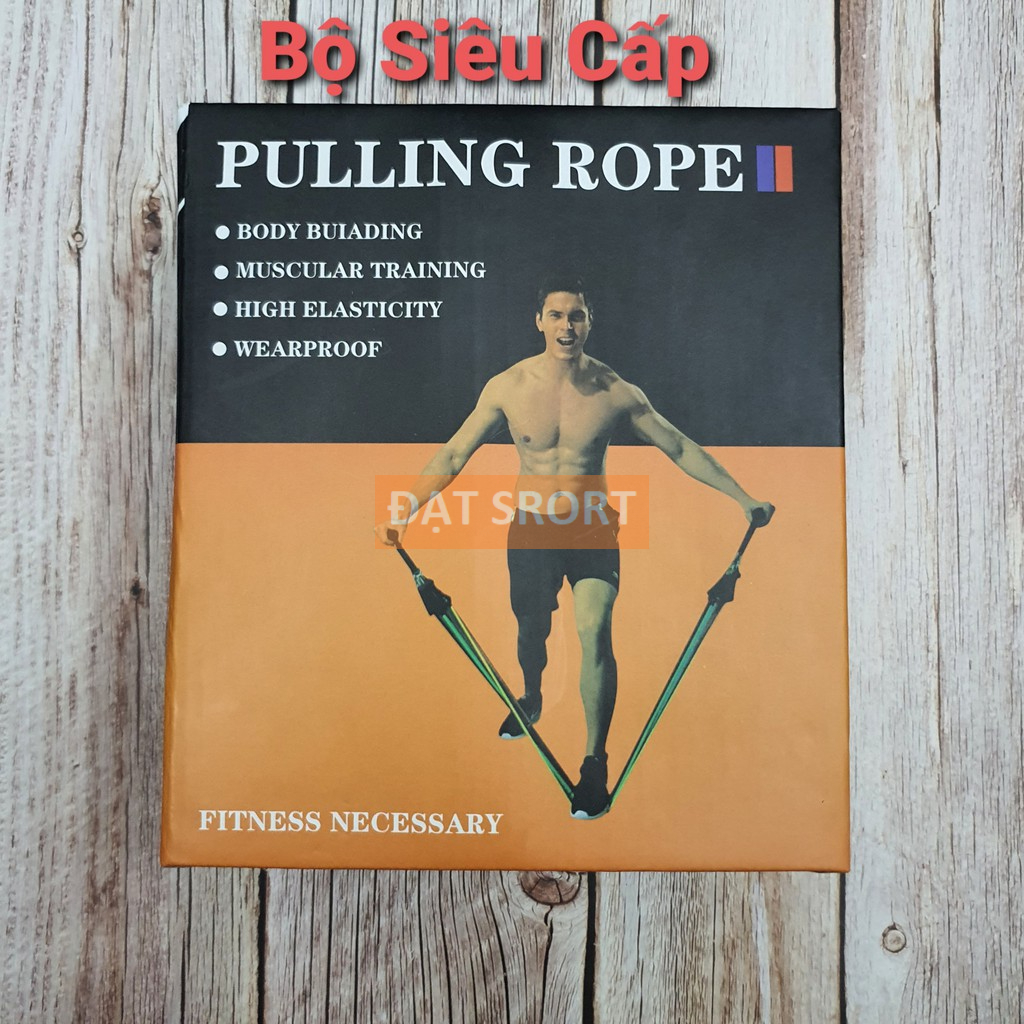 Bộ Siêu Cấp
PULLING ROPE
BODY BUIADING
MUSCULAR TRAINING
HIGH ELASTICITY
WEARPROOF
ĐẠT SRORT
FITNESS NECESSARY